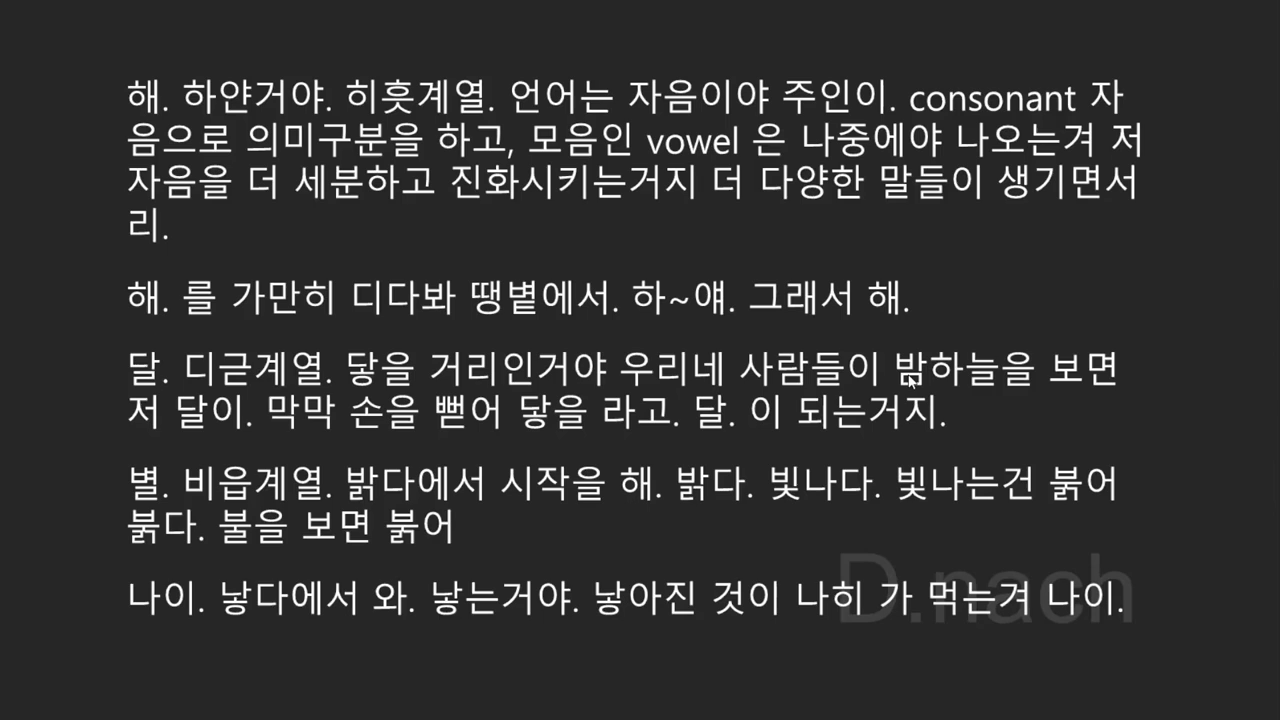 해. 하얀거야. 히흣계열. 언어는 자음이야 주인이. consonant 자
음으로 의미구분을 하고, 모음인 vowel 은 나중에야 나오는겨 저
자음을 더 세분하고 진화시키는거지 더 다양한 말들이 생기면서
리.
해. 를 가만히 디다봐 땡볕에서. 하~얘. 그래서 해.
달. 디귿계열. 닿을 거리인거야 우리네 사람들이 밤하늘을 보면
저 달이. 막막 손을 뻗어 닿을 라고. 달. 이 되는거지.
별. 비읍계열. 밝다에서 시작을 해. 밝다. 빛나다. 빛나는건 붉어
붉다. 불을 보면 붉어
나이. 낳다에서 와. 낳는거야. 낳아진 것이 나히 가 먹는겨 나이.
D.nach